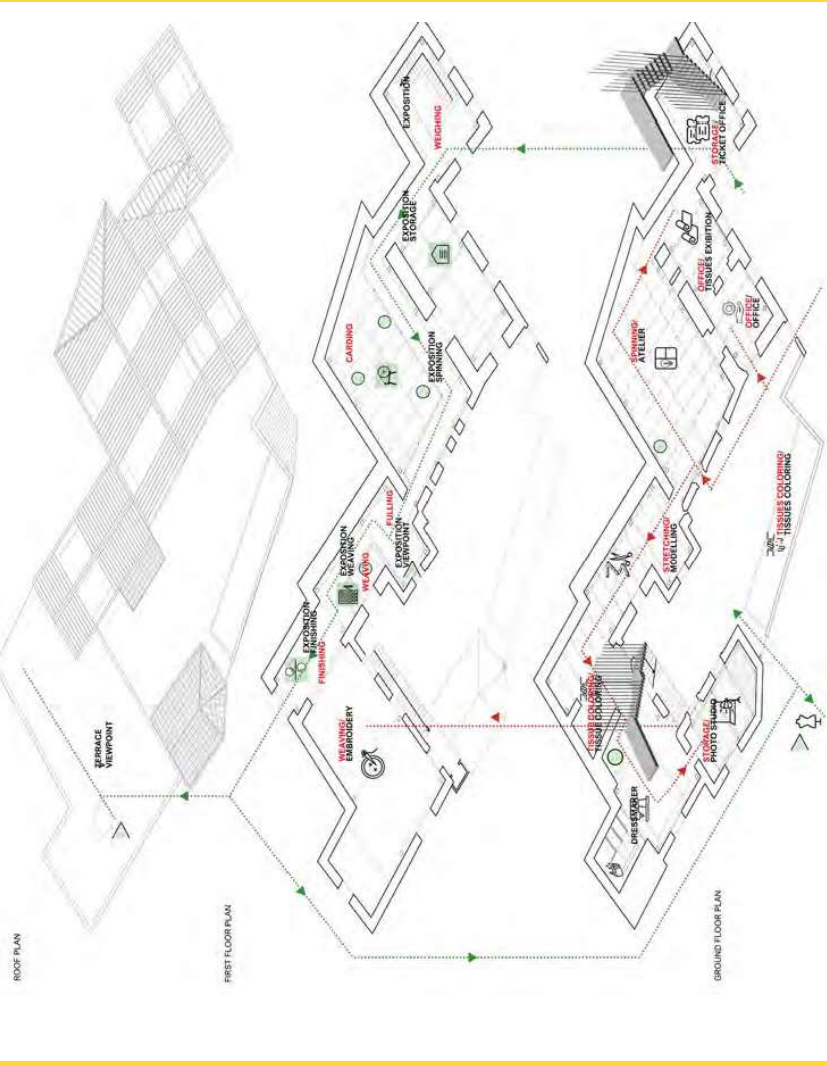 ROOF PLAN
TERRACE
VIEWPOINT
FIRST FLOOR PLAN
EXPOSITION
WEIGHING
EXPOSITION
STORAGE
CARDING
EXPOSITION
SPINNING
FULLING
EXPOSITION
VIEWPOINT
EXPOSITION
WEAVING
WEAVING
EXPOSITION
FINISHING
FINISHING
WEAVING/
EMBROIDERY
GROUND FLOOR PLAN
STORAGE/
TICKET OFFICE
OFFICE/
TISSUES EXIBITION
OFFICE/
OFFICE
SPINNING/
ATELIER
TISSUES COLORING/
TISSUES COLORING
STRETCHING/
MODELLING
TISSUE COLORING/
TISSUE COLORING
STORAGE/
PHOTO STUDIO
DRESSMAKER